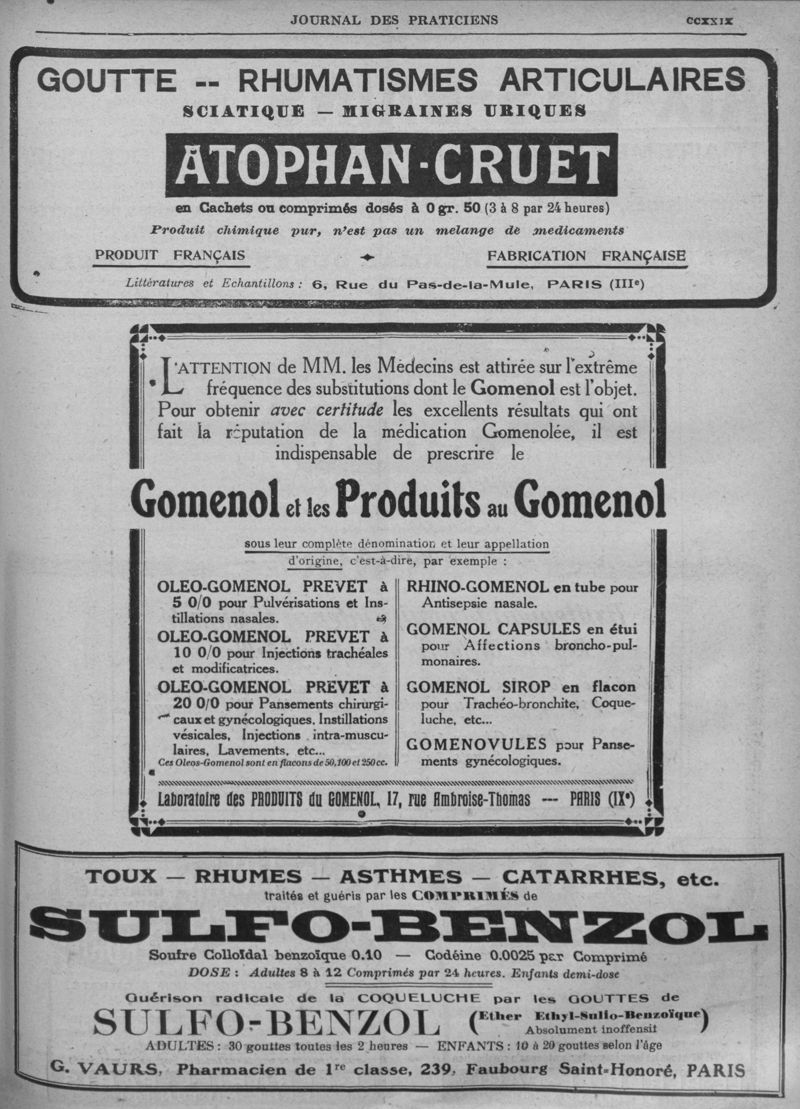 JOURNAL DES PRATICIENS CCXXIX
GOUTTE -- RHUMATISMES ARTICULAIRES
SCIATIQUE — MIGRAINES URIQUES
ATOPHAN-CRUET
en Cachets ou comprimés dosés à 0 gr. 50 (3 à 8 par 24 heures)
Produit chimique pur, n'est pas un melange de medicaments
PRODUIT FRANÇAIS FABRICATION FRANÇAISE
Littératures et Echantillons : 6, Rue du Pas-de-la-Mule, PARIS (IIIe)
L'ATTENTION de MM. les Médecins est attirée sur l'extrême
fréquence des substitutions dont le Gomenol est l'objet.
Pour obtenir avec certitude les excellents résultats qui ont
fait la réputation de la médication Gomenolée, il est
indispensable de prescrire le
Gomenol et les Produits au Gomenol
sous leur complète dénomination et leur appellation
d'origine, c'est-à-dire, par exemple :
OLEO-GOMENOL PREVET à
5 0/0 pour Pulvérisations et Ins-
tillations nasales.
OLEO-GOMENOL PREVET à
10 0/0 pour Injections trachéales
et modificatrices.
OLEO-GOMENOL PREVET à
20 0/0 pour Pansements chirurgi-
caux et gynécologiques, Instillations
vésicales, Injections intra-muscu-
laires, Lavements, etc...
Ces Oleos-Gomenol sont en flacons de 50, 100 et 250 cc.
RHINO-GOMENOL en tube pour
Antisepsie nasale.
GOMENOL CAPSULES en étui
pour Affections broncho-pul-
monaires.
GOMENOL SIROP en flacon
pour Trachéo-bronchite, Coque-
luche, etc...
GOMENOVULES pour Panse-
ments gynécologiques.
Laboratoire des PRODUITS du GOMENOL, 17, rue Ambroise-Thomas --- PARIS (IXe)
TOUX — RHUMES — ASTHMES — CATARRHES, etc.
traités et guéris par les COMPRIMÉS de
SULFO-BENZOL
Soufre Colloïdal benzoïque 0.10 — Codéine 0.0025 par Comprimé
DOSE : Adultes 8 à 12 Comprimés par 24 heures. Enfants demi-dose
Guérison radicale de la COQUELUCHE par les GOUTTES de
SULFO-BENZOL (Ether Ethyl-Sulfo-Benzoïque)
Absolument inoffensit
ADULTES : 30 gouttes toutes les 2 heures — ENFANTS : 10 à 20 gouttes selon l'âge
G. VAURS, Pharmacien de 1re classe, 239, Faubourg Saint-Honoré, PARIS